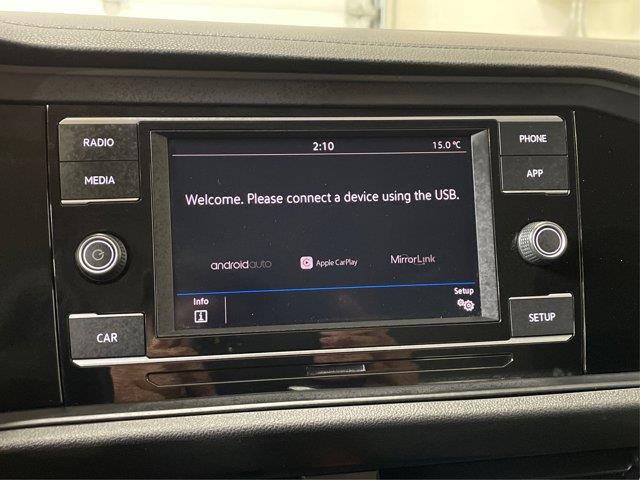 RADIO
MEDIA
CAR
2:10
15.0 °C
Welcome. Please connect a device using the USB.
androidauto
Apple CarPlay
MirrorLink
Info
Setup
PHONE
APP
SETUP